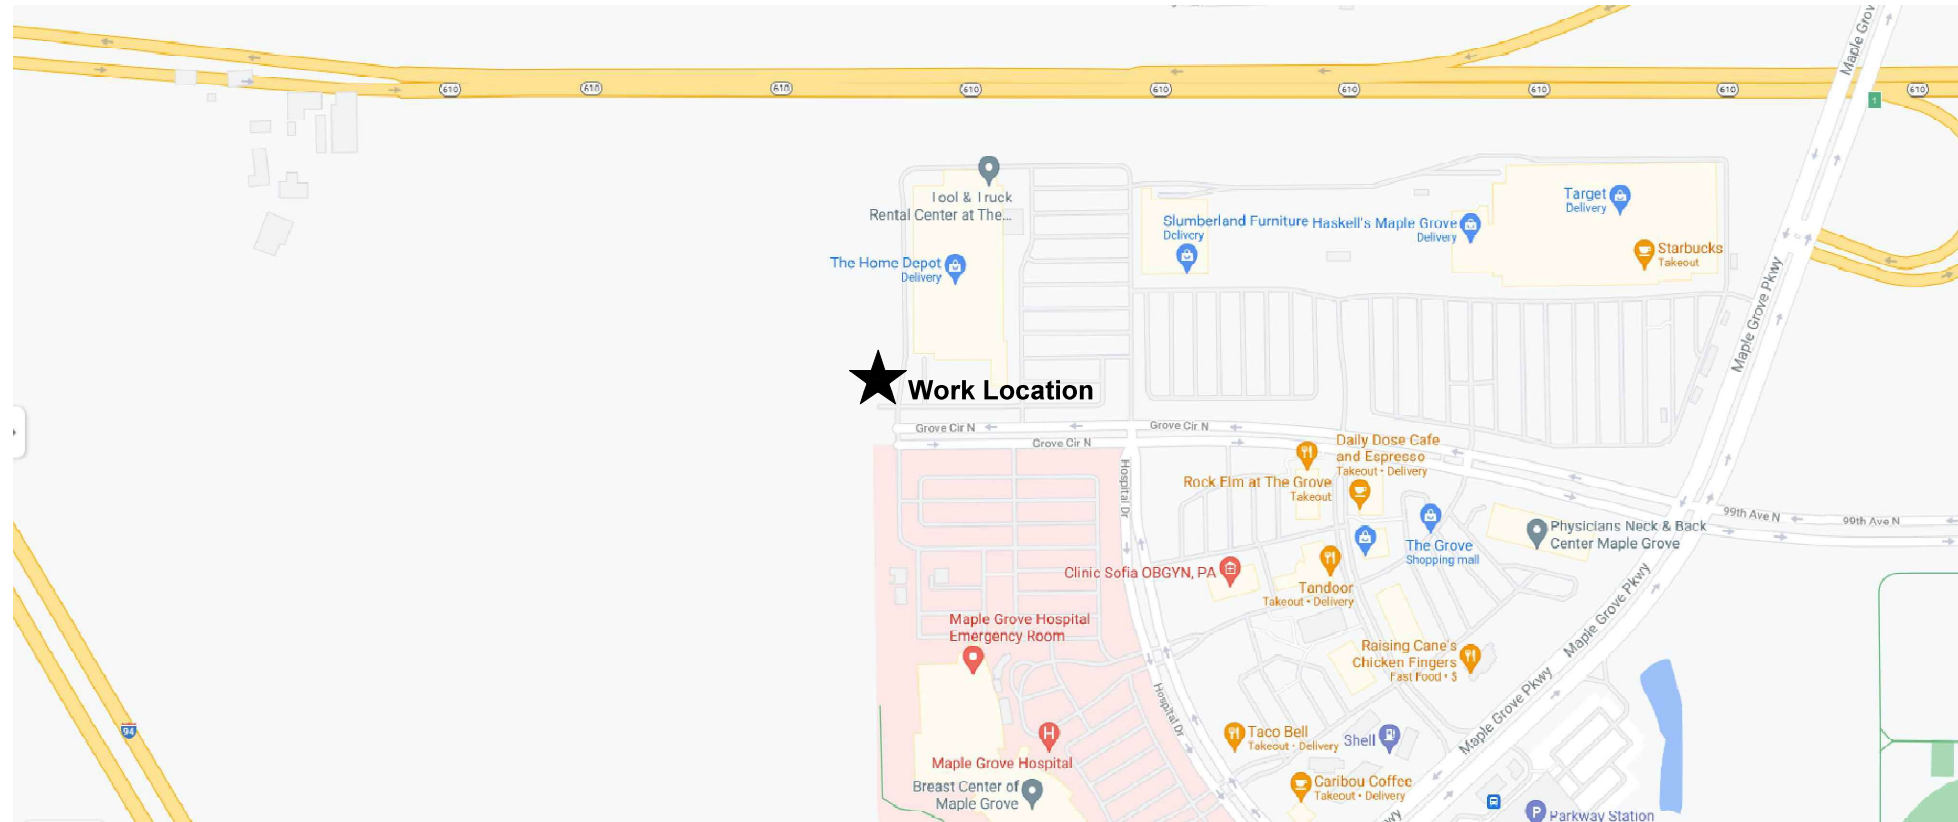 Maple Grov
610
610
610
610
610
610
610
610
610
1
Tool & Truck
Rental Center at The...
Target
Delivery
Slumberland Furniture
Delivery
Haskell's Maple Grove
Delivery
Starbucks
Takeout
The Home Depot
Delivery
Maple Grove Pkwy
Maple Grove Pkwy
Work Location
Grove Cir N
Grove Cir N
Grove Cir N
Daily Dose Cafe
and Espresso
Takeout • Delivery
Rock Elm at The Grove
Takeout
Hospital Dr
99th Ave N
99th Ave N
Physicians Neck & Back
Center Maple Grove
The Grove
Shopping mall
Clinic Sofia OBGYN, PA
Tandoor
Takeout • Delivery
Maple Grove Pkwy
Maple Grove Hospital
Emergency Room
Raising Cane's
Chicken Fingers
Fast Food • $
Hospital Dr
Maple Grove Pkwy
94
H
Taco Bell
Takeout • Delivery
Shell
Maple Grove Hospital
Breast Center of
Maple Grove
Caribou Coffee
Takeout • Delivery
wy
P
Parkway Station